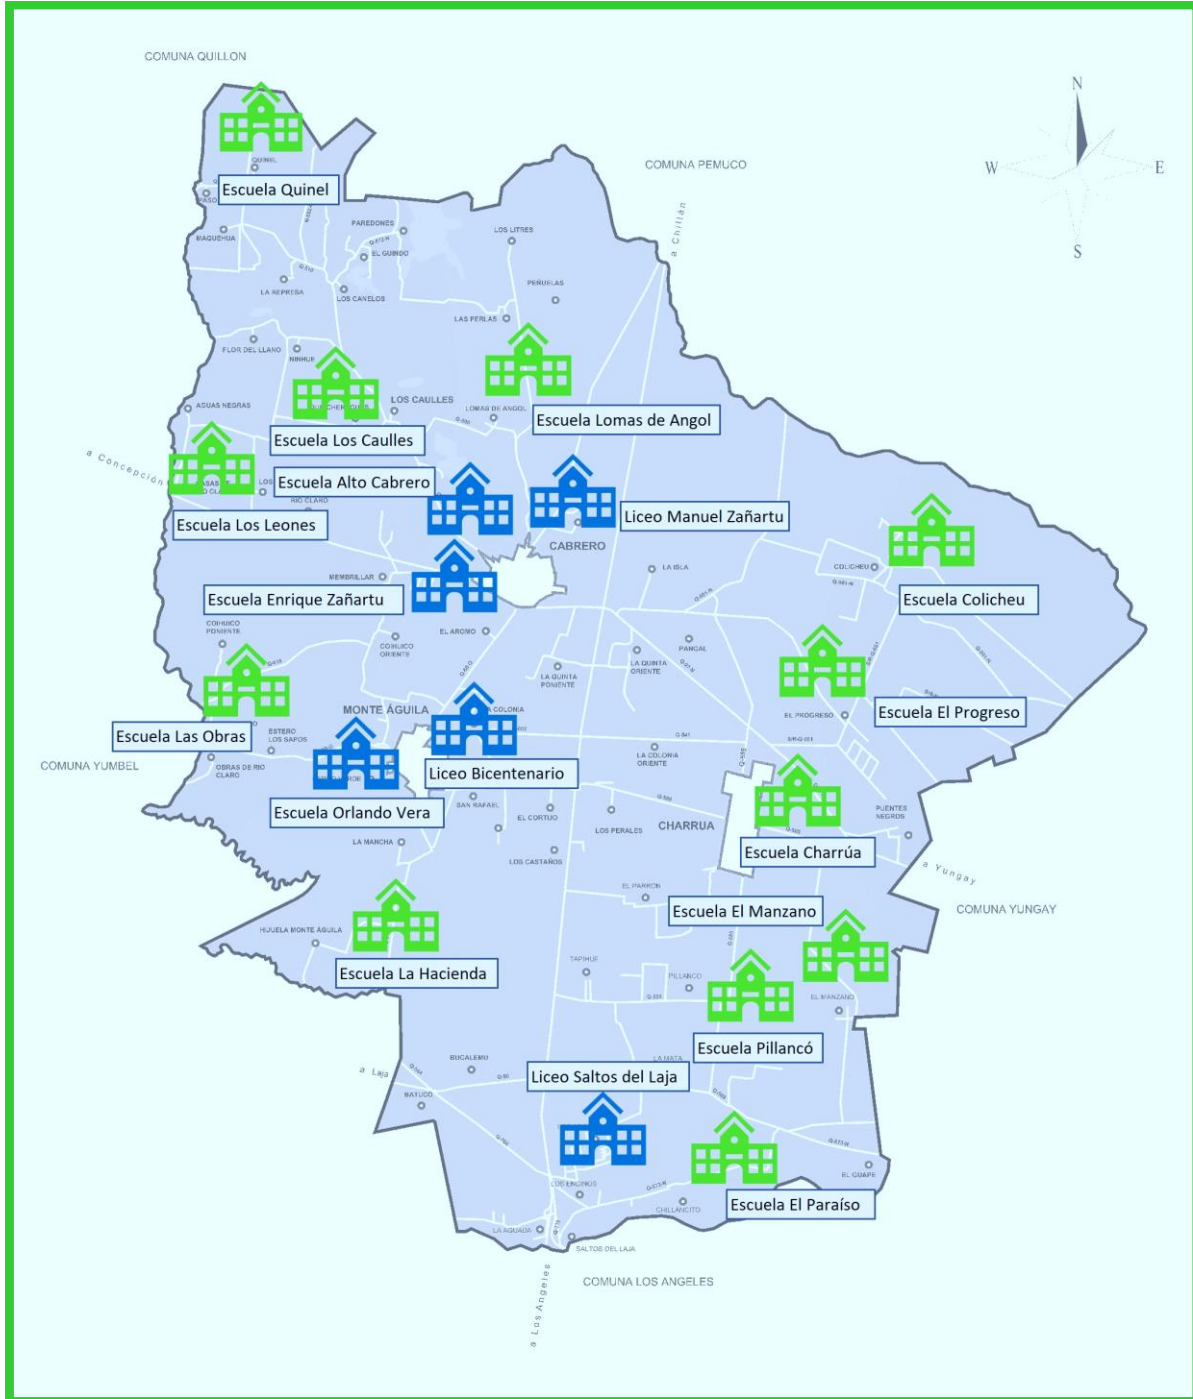 COMUNA QUILLON
N
COMUNA PEMUCO
W
E
S
QUINEL
Escuela Quinel
MAQUEHUA
PAREDONES
EL GUINDO
LOS LITRES
a Chillán
LA REPRESA
LOS CANELOS
PEÑUELAS
LAS PERLAS
FLOR DEL LLANO
NINHUE
AGUAS NEGRAS
LOS CAULLES
LOMAS DE ANGOL
Escuela Lomas de Angol
Escuela Los Caulles
a Concepción
Escuela Alto Cabrero
RIO CLARO
Escuela Los Leones
Liceo Manuel Zañartu
CABRERO
MEMBRILLAR
LA ISLA
COLICHEU
Escuela Enrique Zañartu
Escuela Colicheu
COIHUICO
PONIENTE
COIHUICO
ORIENTE
EL AROMO
PANGAL
LA QUINTA
ORIENTE
LA QUINTA
PONIENTE
MONTE ÁGUILA
EL PROGRESO
Escuela El Progreso
Escuela Las Obras
ESTERO
LOS SAPOS
LA COLONIA
ORIENTE
COMUNA YUMBEL
OBRAS DE RIO
CLARO
Liceo Bicentenario
Escuela Orlando Vera
SAN RAFAEL
EL CORTIJO
LOS PERALES
CHARRUA
PUENTES
NEGROS
LA MANCHA
LOS CASTAÑOS
Escuela Charrúa
a Yungay
EL PARRON
Escuela El Manzano
COMUNA YUNGAY
HIJUELA MONTE AGUILA
Escuela La Hacienda
TAPIHUE
PILLANCO
EL MANZANO
Escuela Pillancó
BUCALEMU
LA MATA
a Laja
Liceo Saltos del Laja
BATUCO
EL GUAPE
LOS ENCINOS
CHILLANCITO
Escuela El Paraíso
LA AGUADA
SALTOS DEL LAJA
COMUNA LOS ANGELES
a Los Angeles